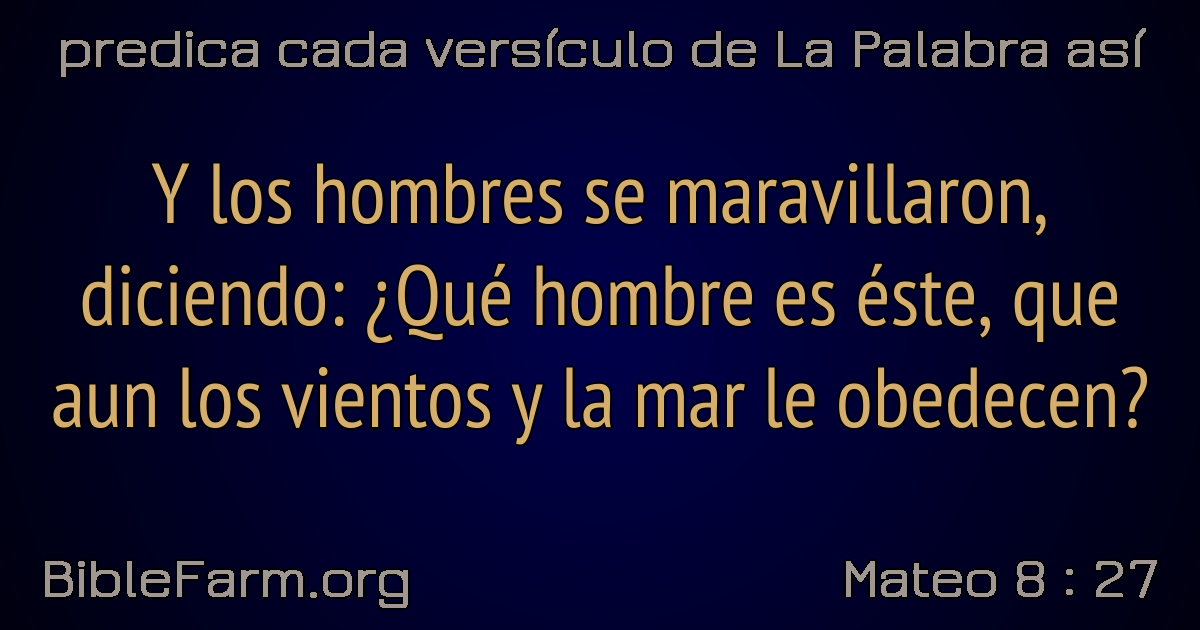 predica cada versículo de La Palabra así
Y los hombres se maravillaron,
diciendo: ¿Qué hombre es éste, que
aun los vientos y la mar le obedecen?
BibleFarm.org
Mateo 8 : 27